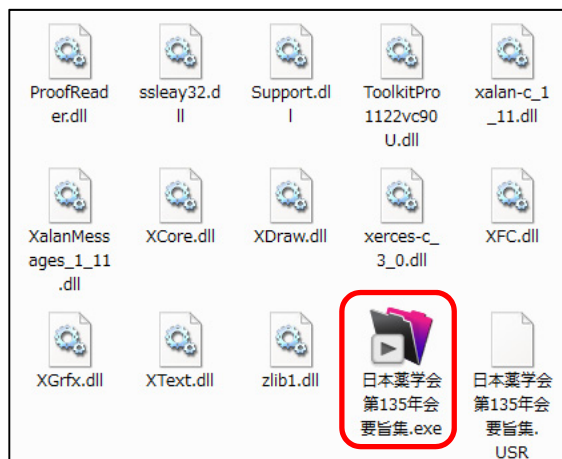 ProofRead
er.dll
ssleay32.d
ll
Support.dl
l
ToolkitPro
1122vc90
U.dll
xalan-c_1
_11.dll
XalanMess
ages_1_11
.dll
XCore.dll
XDraw.dll
xerces-c_
3_0.dll
XFC.dll
XGrfx.dll
XText.dll
zlib1.dll
日本薬学会
第135年会
要旨集.exe
日本薬学会
第135年会
要旨集.
USR